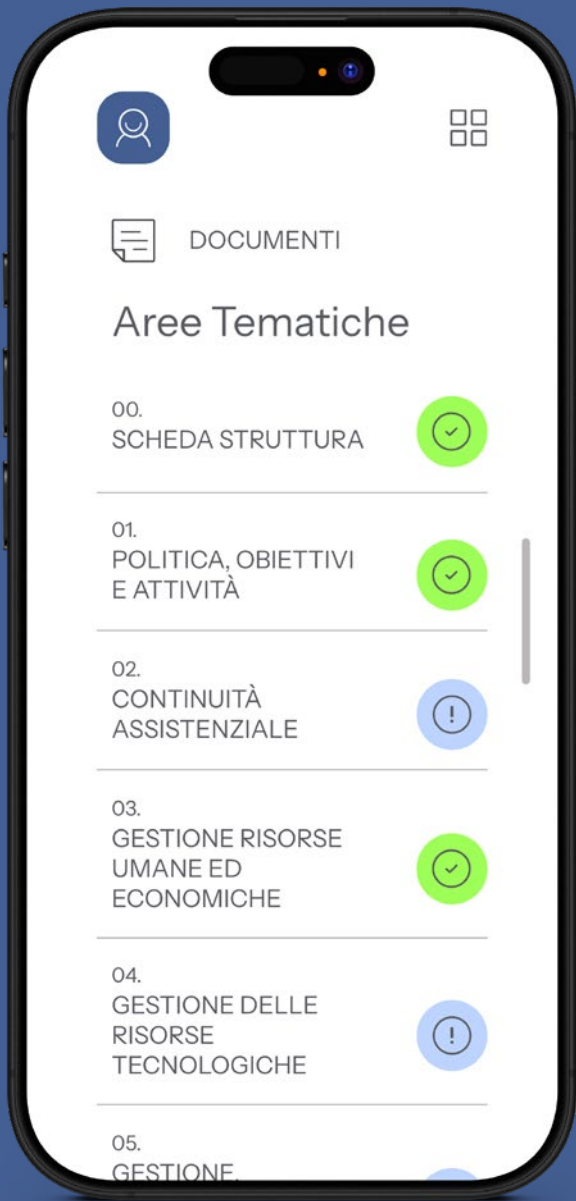 DOCUMENTI
Aree Tematiche
00.
SCHEDA STRUTTURA
01.
POLITICA, OBIETTIVI
E ATTIVITÀ
02.
CONTINUITÀ
ASSISTENZIALE
03.
GESTIONE RISORSE
UMANE ED
ECONOMICHE
04.
GESTIONE DELLE
RISORSE
TECNOLOGICHE
05.
GESTIONE,